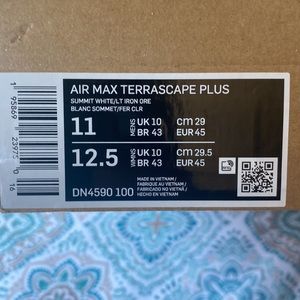 AIR MAX TERRASCAPE PLUS
SUMMIT WHITE/LT IRON ORE
BLANC SOMMET/FER CLR
11 MENS UK 10 cm 29
BR 43 EUR 45
12.5 WMNS UK 10 cm 29.5
BR 43 EUR 45
DN4590 100
MADE IN VIETNAM /
FABRIQUE AU VIETNAM /
FABRICADO NO VIETNÃ /
HECHO EN VIETNAM